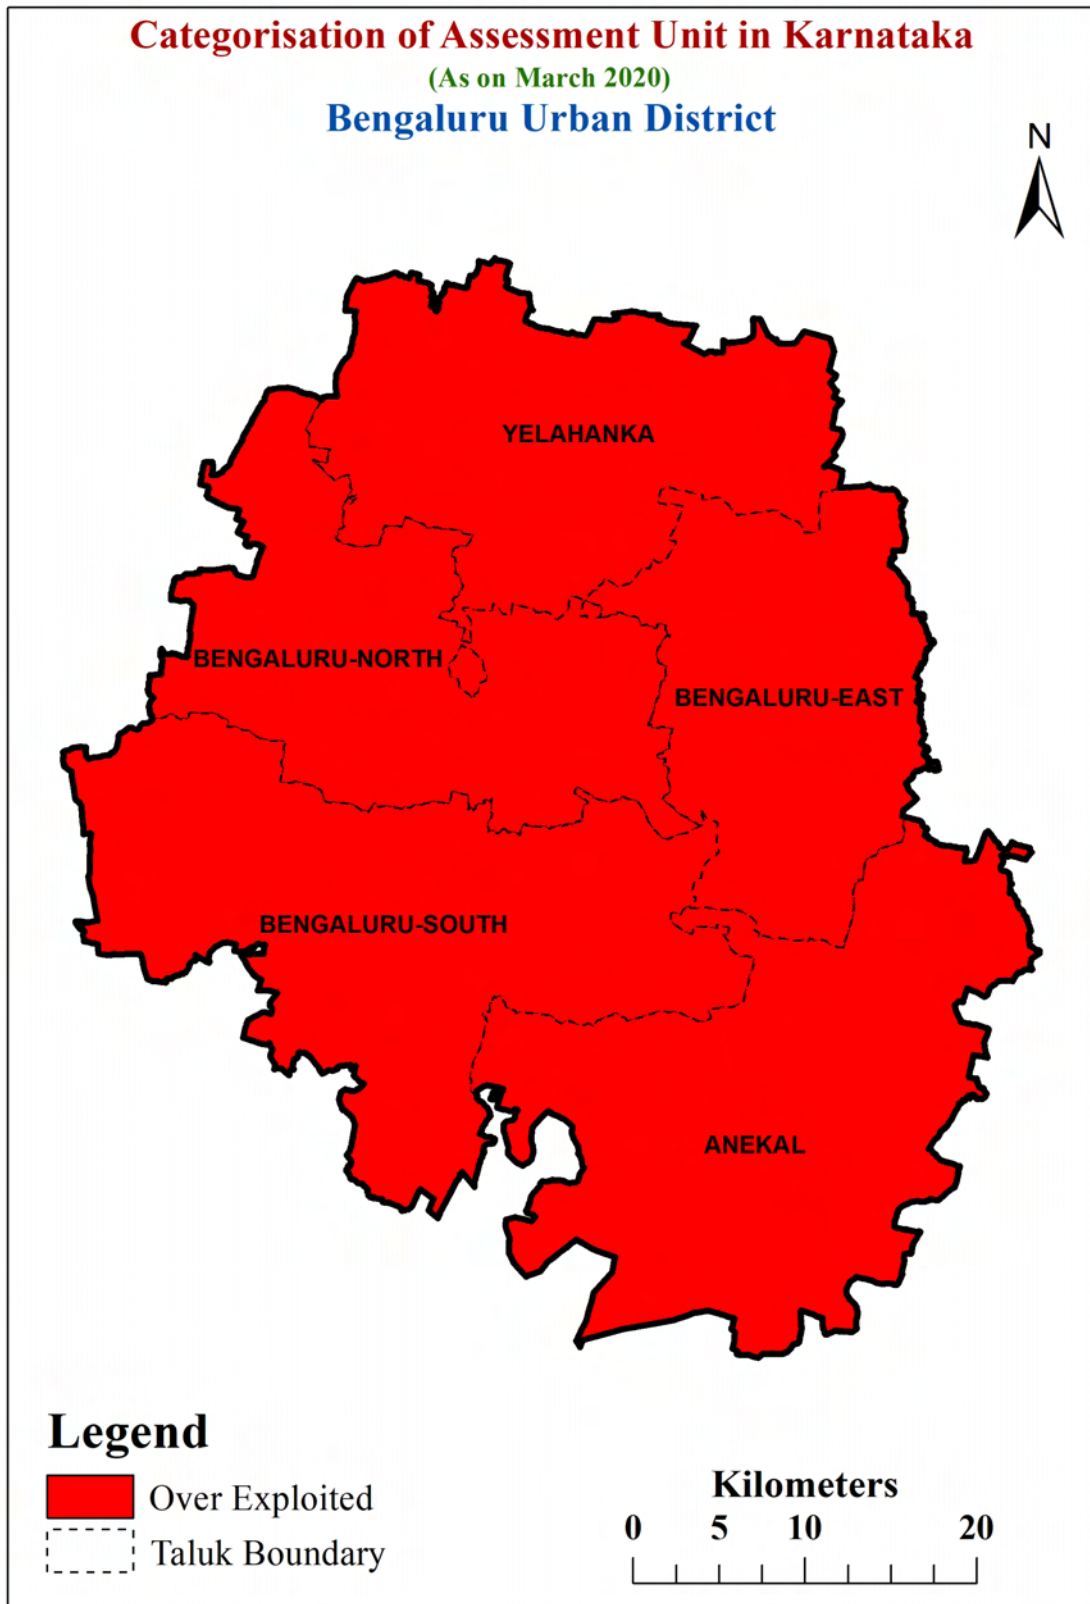 Categorisation of Assessment Unit in Karnataka
(As on March 2020)
Bengaluru Urban District
N
YELAHANKA
BENGALURU-NORTH
BENGALURU-EAST
BENGALURU-SOUTH
ANEKAL
Legend
Over Exploited
Taluk Boundary
Kilometers
0 5 10 20